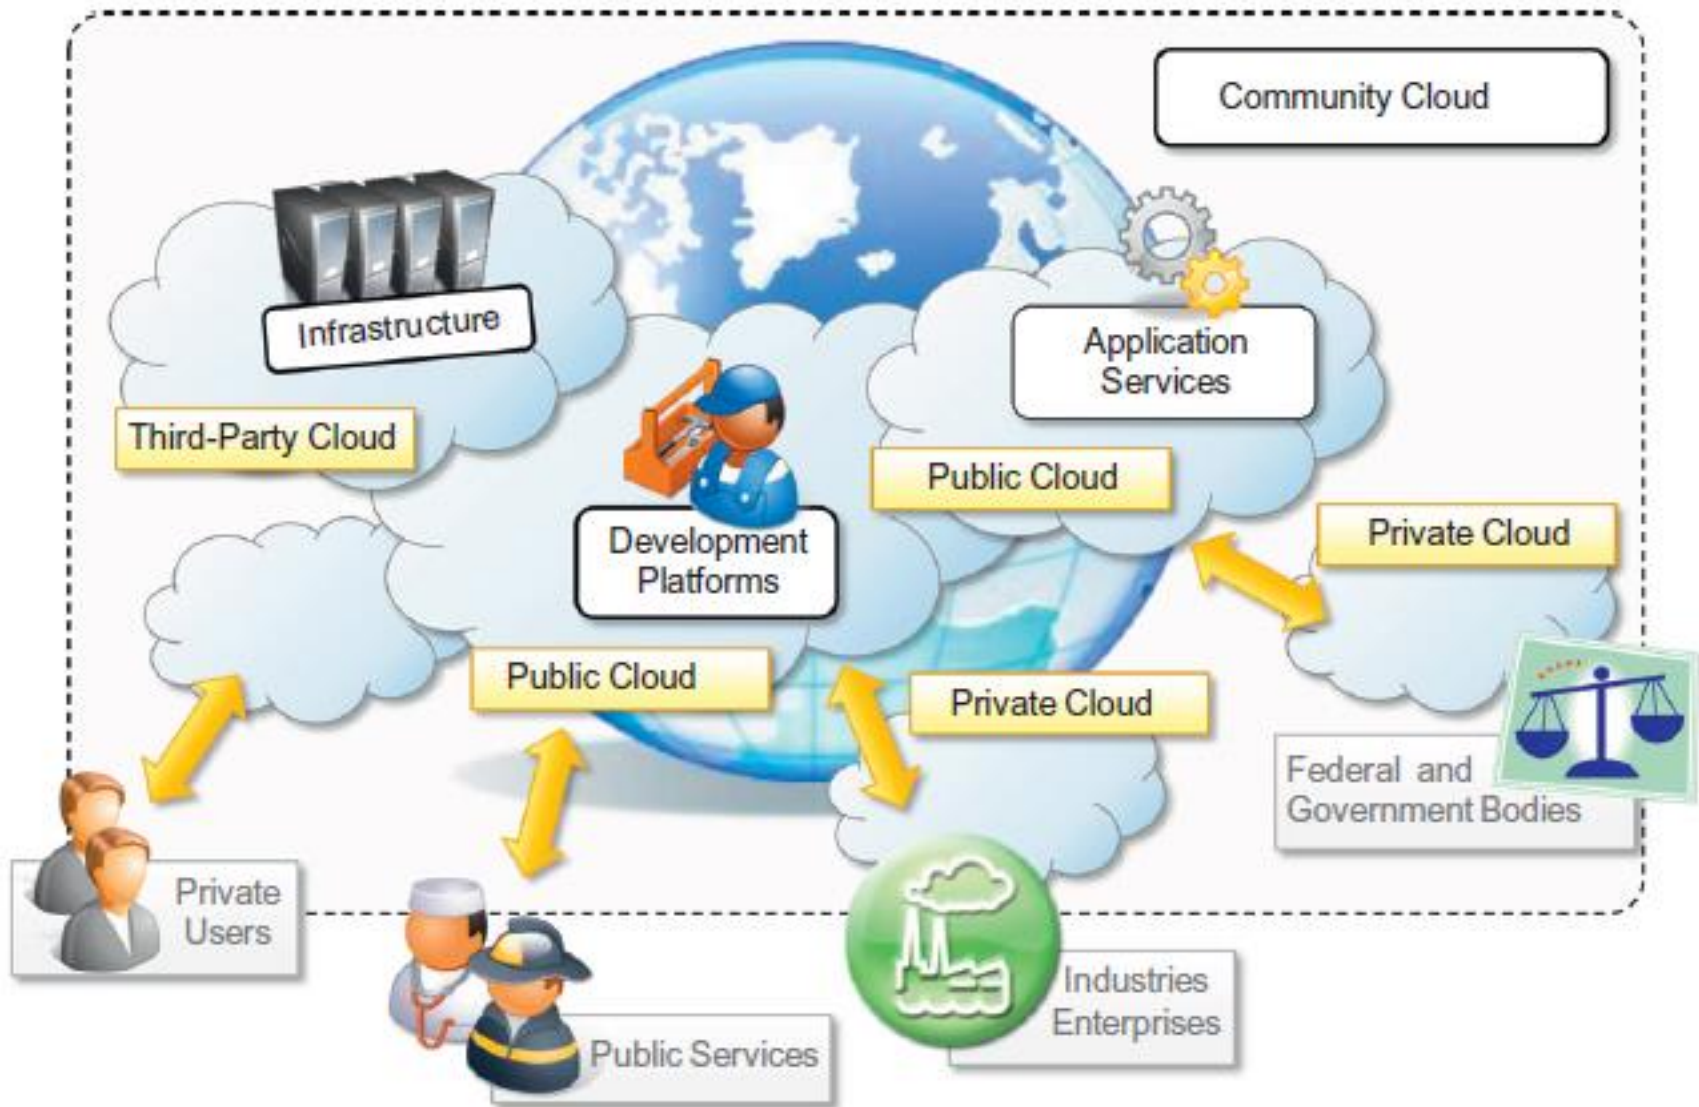 Community Cloud
Infrastructure
Application
Services
Third-Party Cloud
Public Cloud
Development
Platforms
Private Cloud
Public Cloud
Private Cloud
Federal and
Government Bodies
Private
Users
Industries
Enterprises
Public Services